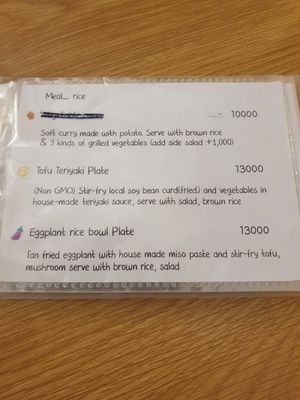 Meal_ rice
10000
Soft curry made with potato. Serve with brown rice
& 9 kinds of grilled vegetables (add side salad +1,000)
Tofu Teriyaki Plate 13000
(Non GMO) Stir-fry local soy bean curd(fried) and vegetables in
house-made teriyaki sauce, serve with salad, brown rice
Eggplant rice bowl Plate 13000
Fan fried eggplant with house made miso paste and stir-fry tofu,
mushroom serve with brown rice, salad